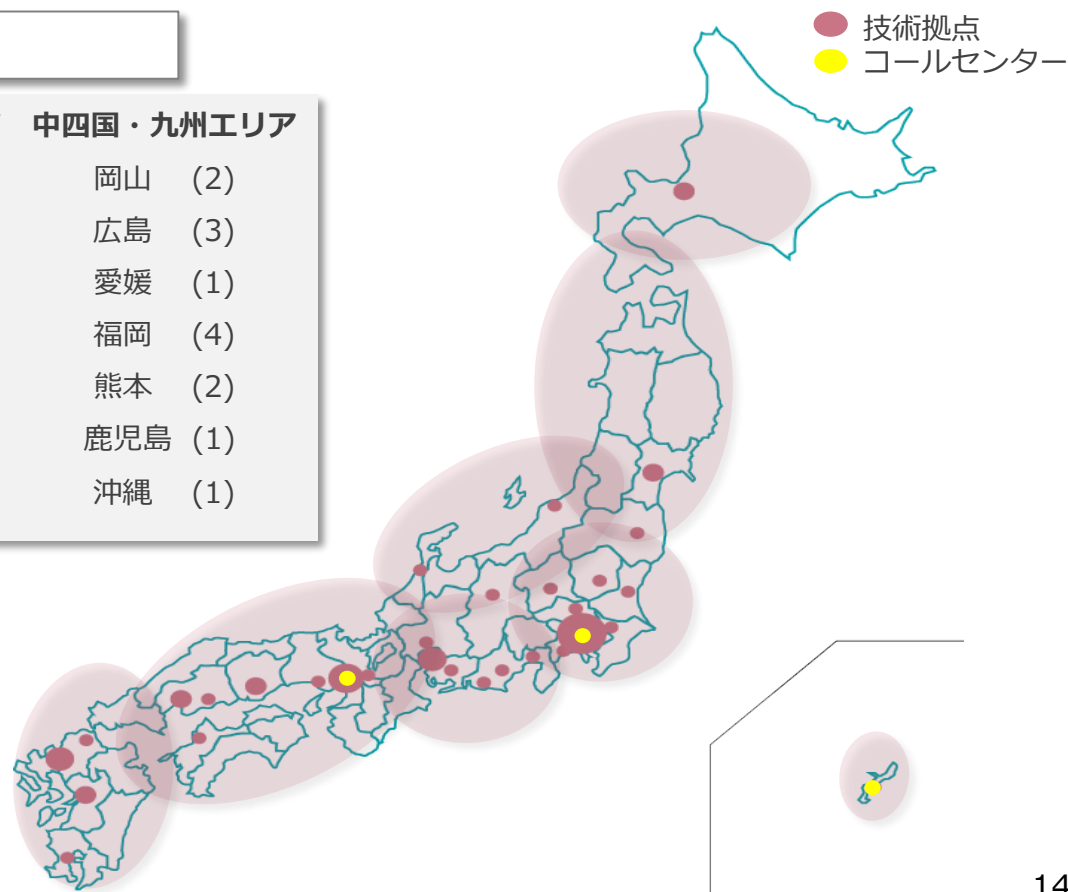 技術拠点
コールセンター
中四国・九州エリア
岡山 (2)
広島 (3)
愛媛 (1)
福岡 (4)
熊本 (2)
鹿児島 (1)
沖縄 (1)
14